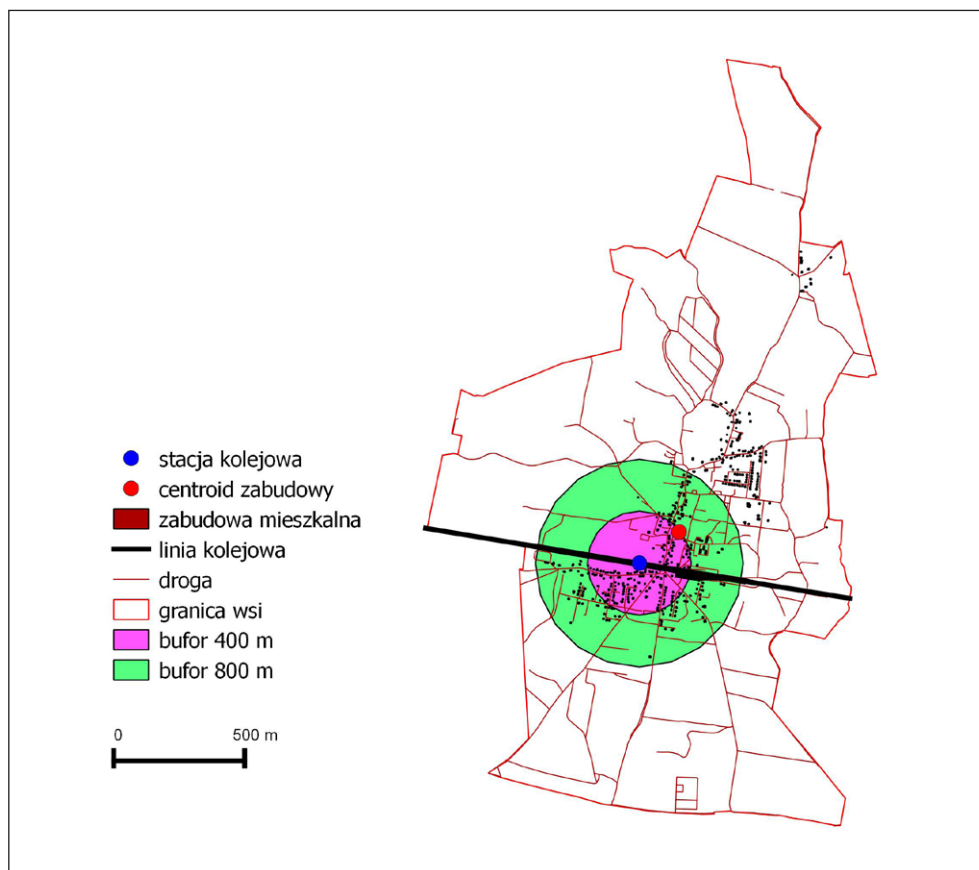 stacja kolejowa
centroid zabudowy
zabudowa mieszkalna
linia kolejowa
droga
granica wsi
bufor 400 m
bufor 800 m
0 500 m